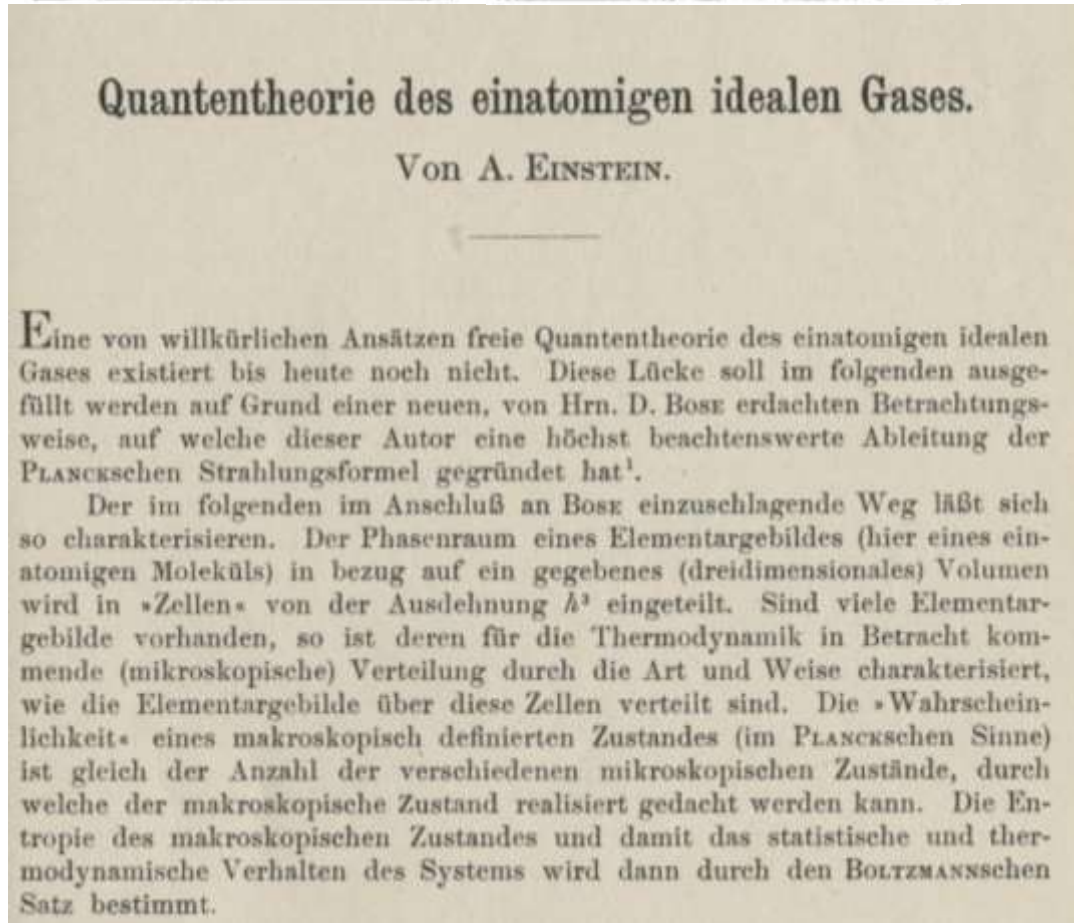 Quantentheorie des einatomigen idealen Gases.
Von A. EINSTEIN.
Eine von willkürlichen Ansätzen freie Quantentheorie des einatomigen idealen
Gases existiert bis heute noch nicht. Diese Lücke soll im folgenden ausge-
füllt werden auf Grund einer neuen, von Hrn. D. BOSE erdachten Betrachtungs-
weise, auf welche dieser Autor eine höchst beachtenswerte Ableitung der
PLANCKschen Strahlungsformel gegründet hat¹.
Der im folgenden im Anschluß an BOSE einzuschlagende Weg läßt sich
so charakterisieren. Der Phasenraum eines Elementargebildes (hier eines ein-
atomigen Moleküls) in bezug auf ein gegebenes (dreidimensionales) Volumen
wird in »Zellen« von der Ausdehnung h³ eingeteilt. Sind viele Elementar-
gebilde vorhanden, so ist deren für die Thermodynamik in Betracht kom-
mende (mikroskopische) Verteilung durch die Art und Weise charakterisiert,
wie die Elementargebilde über diese Zellen verteilt sind. Die »Wahrschein-
lichkeit« eines makroskopisch definierten Zustandes (im PLANCKschen Sinne)
ist gleich der Anzahl der verschiedenen mikroskopischen Zustände, durch
welche der makroskopische Zustand realisiert gedacht werden kann. Die En-
tropie des makroskopischen Zustandes und damit das statistische und ther-
modynamische Verhalten des Systems wird dann durch den BOLTZMANNschen
Satz bestimmt.